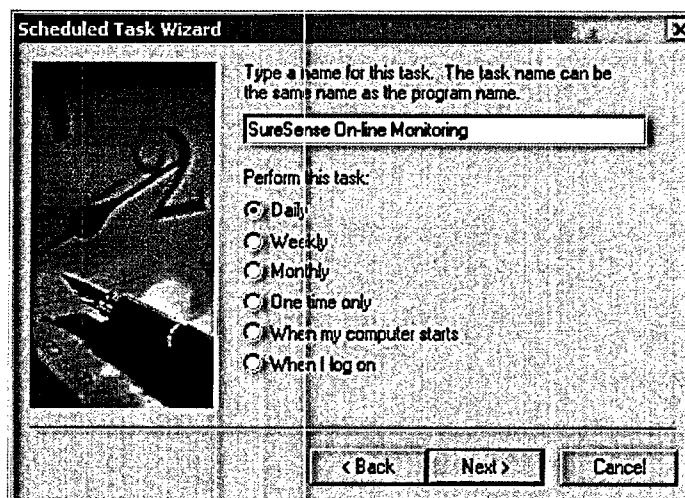 Scheduled Task Wizard
Type a name for this task. The task name can be
the same name as the program name.
SureSense On-line Monitoring
Perform this task:
Daily
Weekly
Monthly
One time only
When my computer starts
When I log on
< Back
Next >
Cancel